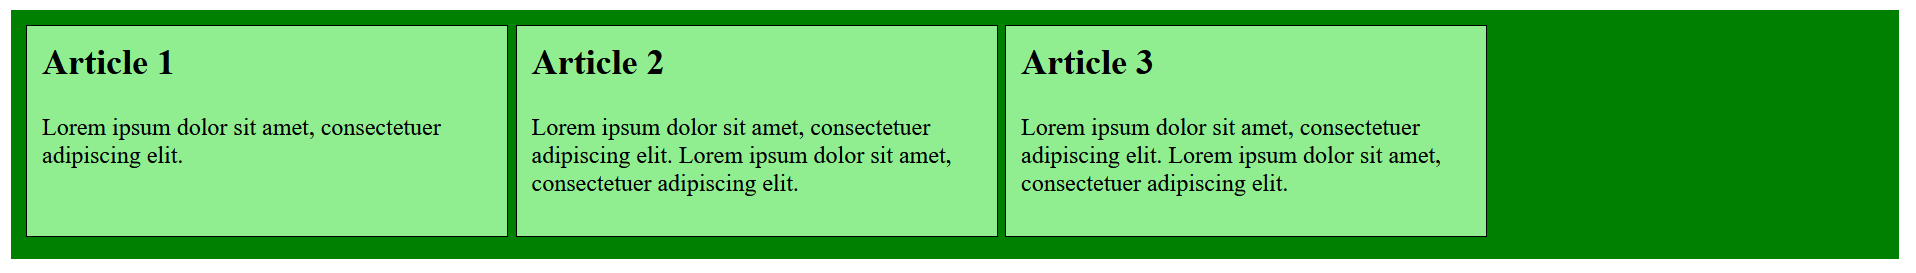 Article 1
Lorem ipsum dolor sit amet, consectetuer
adipiscing elit.
Article 2
Lorem ipsum dolor sit amet, consectetuer
adipiscing elit. Lorem ipsum dolor sit amet,
consectetuer adipiscing elit.
Article 3
Lorem ipsum dolor sit amet, consectetuer
adipiscing elit. Lorem ipsum dolor sit amet,
consectetuer adipiscing elit.